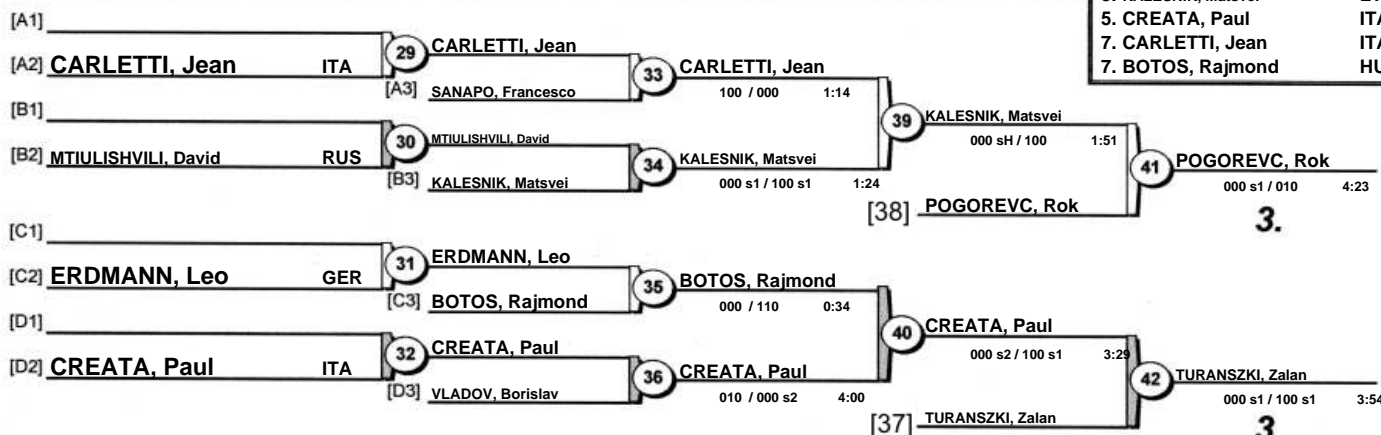 [A1]
[A2] CARLETTI, Jean ITA
29
CARLETTI, Jean
[A3] SANAPO, Francesco
33
CARLETTI, Jean
100 / 000 1:14
[B1]
[B2] MTIULISHVILI, David RUS
30
MTIULISHVILI, David
[B3] KALESNIK, Matsvei
34
KALESNIK, Matsvei
000 s1 / 100 s1 1:24
39
KALESNIK, Matsvei
000 sH / 100 1:51
[38] POGOREVC, Rok
41
POGOREVC, Rok
000 s1 / 010 4:23
3.
[C1]
[C2] ERDMANN, Leo GER
31
ERDMANN, Leo
[C3] BOTOS, Rajmond
35
BOTOS, Rajmond
000 / 110 0:34
[D1]
[D2] CREATA, Paul ITA
32
CREATA, Paul
[D3] VLADOV, Borislav
36
CREATA, Paul
010 / 000 s2 4:00
40
CREATA, Paul
000 s2 / 100 s1 3:29
[37] TURANSZKI, Zalan
42
TURANSZKI, Zalan
000 s1 / 100 s1 3:54
3
5. CREATA, Paul ITA
7. CARLETTI, Jean ITA
7. BOTOS, Rajmond HU